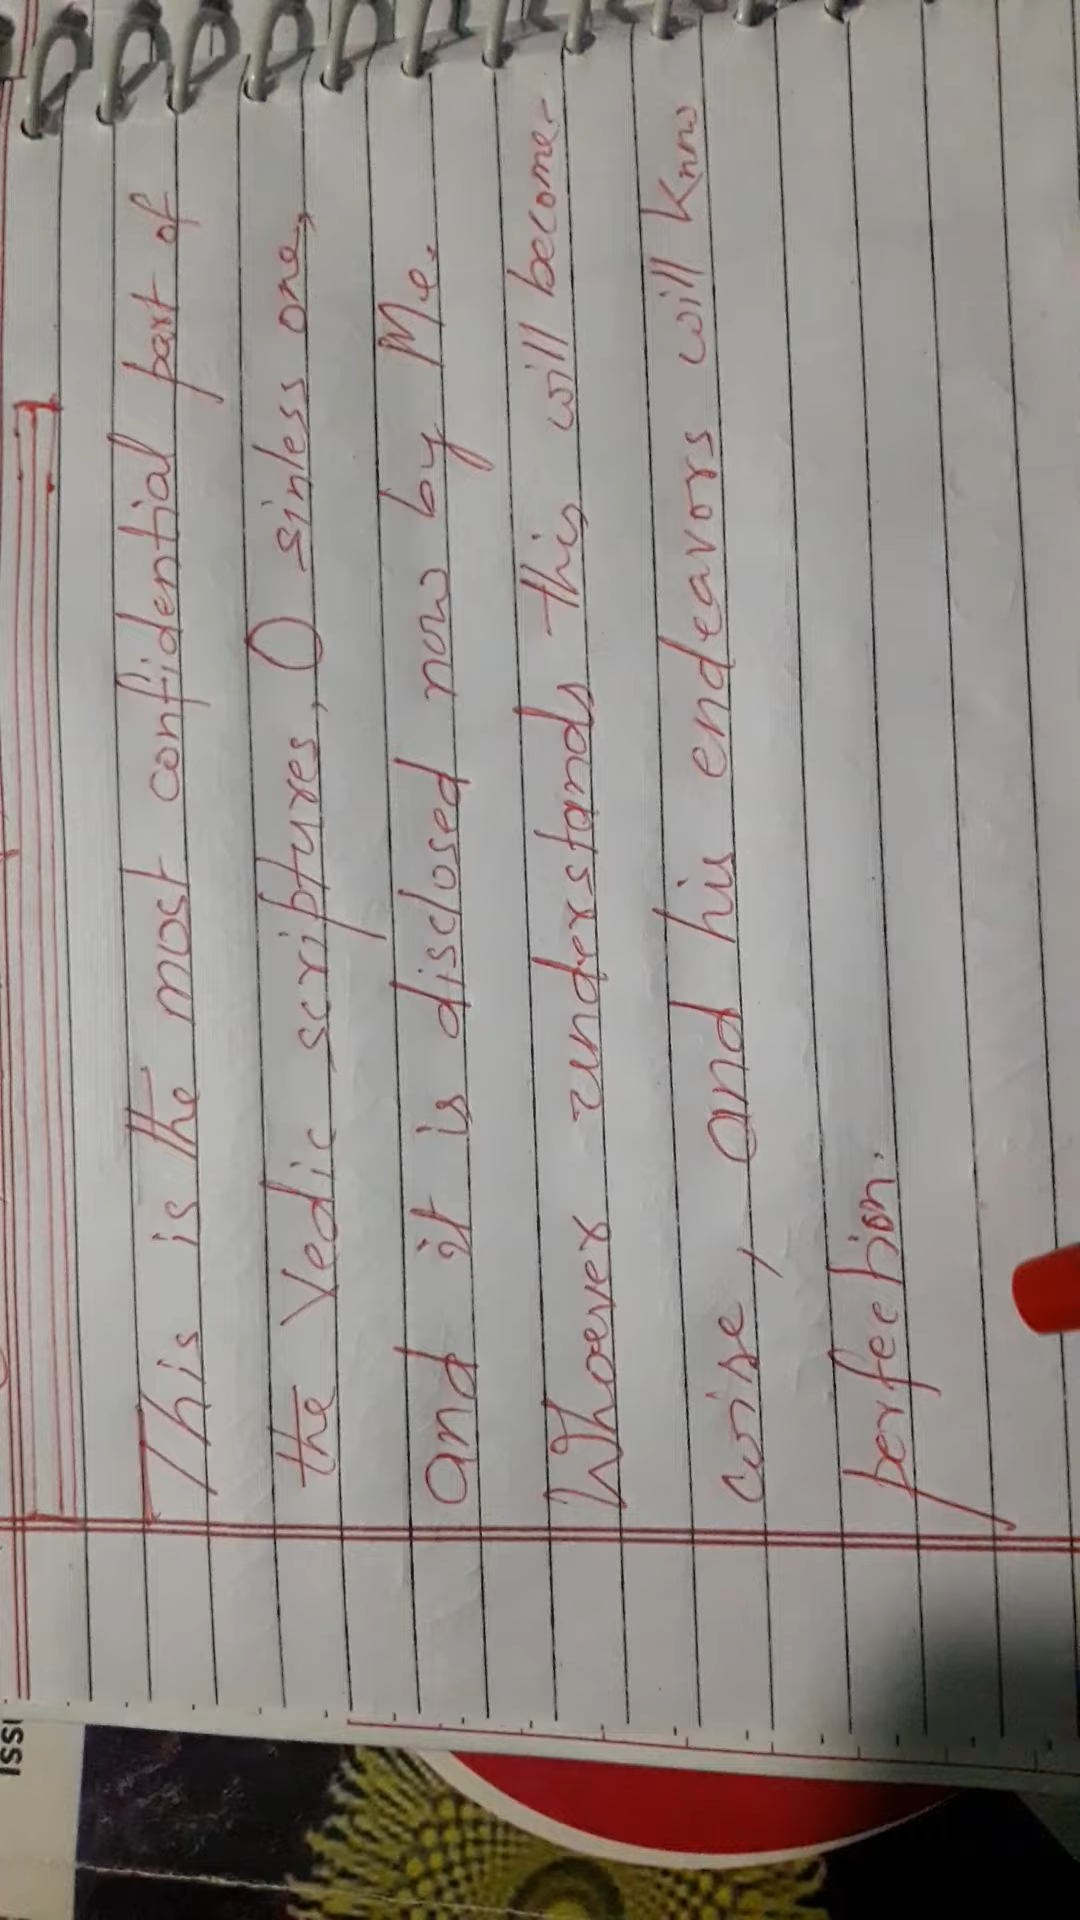 This is the most confidential part of
the Vedic scriptures, O sinless one,
and it is disclosed now by Me.
Whoever understands this will become
wise, and his endeavors will know
perfection.
ISSU